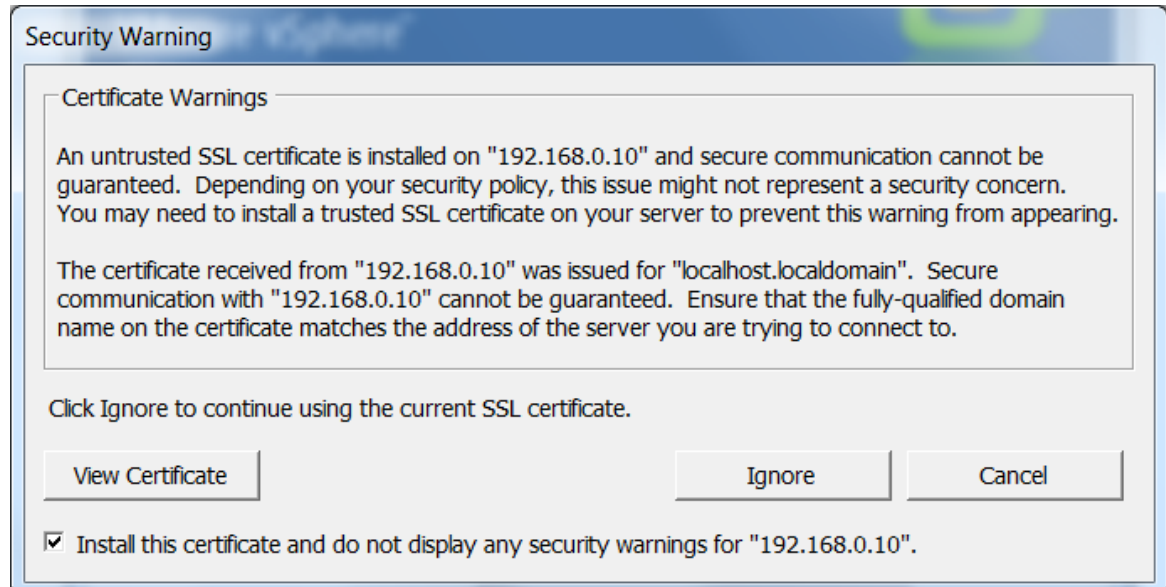 vSphere
Security Warning
Certificate Warnings
An untrusted SSL certificate is installed on "192.168.0.10" and secure communication cannot be
guaranteed.  Depending on your security policy, this issue might not represent a security concern.
You may need to install a trusted SSL certificate on your server to prevent this warning from appearing.
The certificate received from "192.168.0.10" was issued for "localhost.localdomain".  Secure
communication with "192.168.0.10" cannot be guaranteed.  Ensure that the fully-qualified domain
name on the certificate matches the address of the server you are trying to connect to.
Click Ignore to continue using the current SSL certificate.
View Certificate
Ignore
Cancel
Install this certificate and do not display any security warnings for "192.168.0.10".